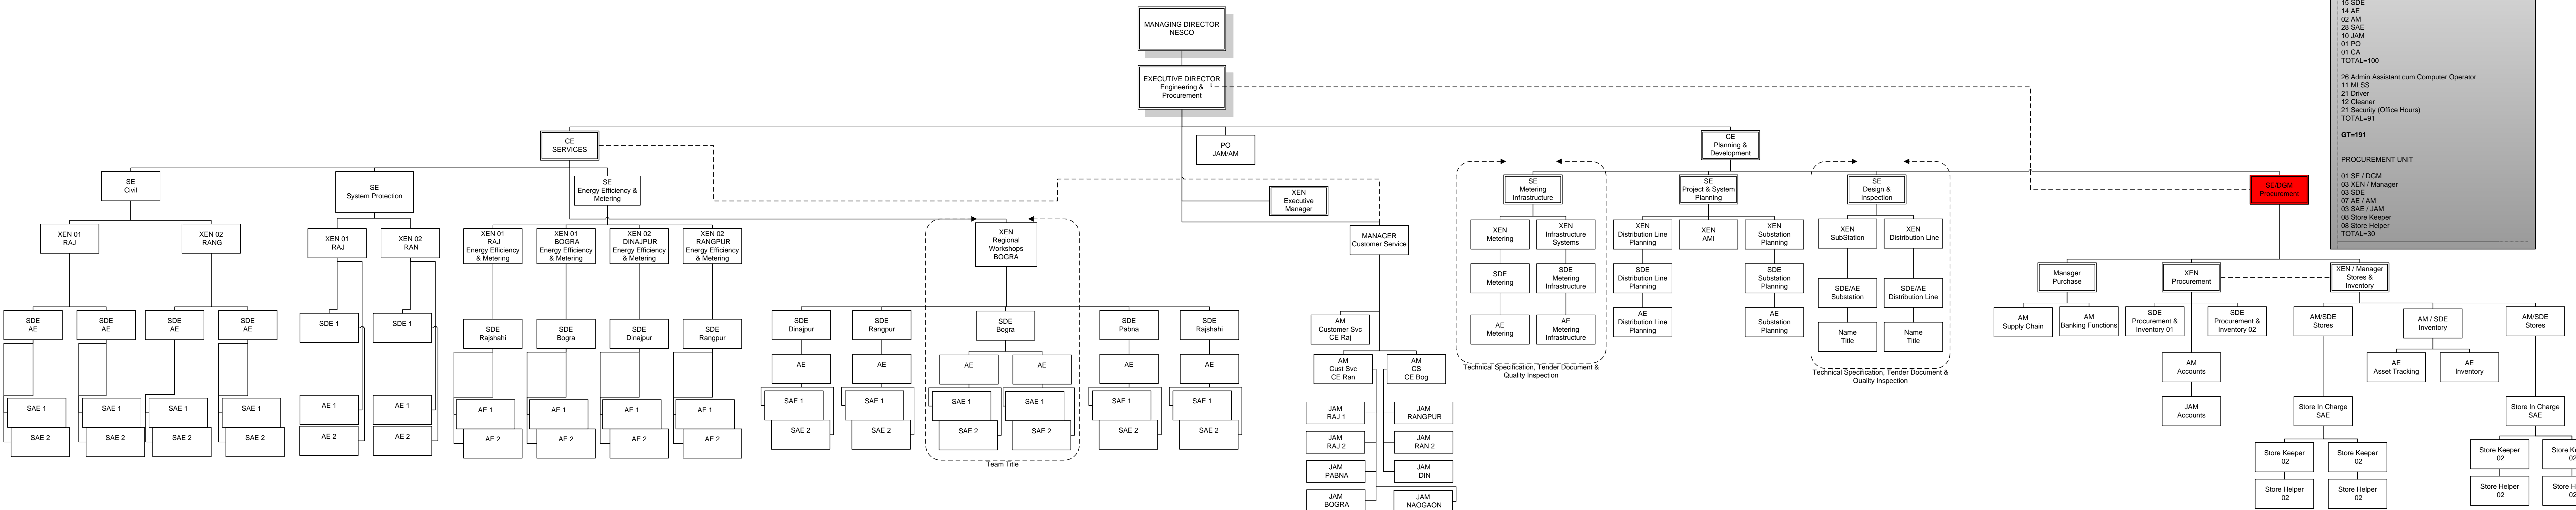 MANAGING DIRECTOR
NESCO
EXECUTIVE DIRECTOR
Engineering &
Procurement
15 SDE
14 AE
02 AM
28 SAE
10 JAM
01 PO
01 CA
TOTAL=100
26 Admin Assistant cum Computer Operator
11 MLSS
21 Driver
12 Cleaner
21 Security (Office Hours)
TOTAL=91
GT=191
PROCUREMENT UNIT
01 SE / DGM
03 XEN / Manager
03 SDE
07 AE / AM
03 SAE / JAM
08 Store Keeper
08 Store Helper
TOTAL=30
CE
SERVICES
PO
JAM/AM
CE
Planning &
Development
SE
Civil
SE
System Protection
SE
Energy Efficiency &
Metering
XEN
Executive
Manager
SE
Metering
Infrastructure
SE
Project & System
Planning
SE
Design &
Inspection
SE/DGM
Procurement
XEN 01
RAJ
XEN 02
RANG
XEN 01
RAJ
XEN 02
RAN
XEN 01
RAJ
Energy Efficiency
& Metering
XEN 01
BOGRA
Energy Efficiency
& Metering
XEN 02
DINAJPUR
Energy Efficiency
& Metering
XEN 02
RANGPUR
Energy Efficiency
& Metering
XEN
Regional
Workshops
BOGRA
MANAGER
Customer Service
XEN
Metering
XEN
Infrastructure
Systems
XEN
Distribution Line
Planning
XEN
AMI
XEN
Substation
Planning
XEN
SubStation
XEN
Distribution Line
Manager
Purchase
XEN
Procurement
XEN / Manager
Stores &
Inventory
SDE
Metering
SDE
Metering
Infrastructure
SDE
Distribution Line
Planning
SDE
Substation
Planning
SDE/AE
Substation
SDE/AE
Distribution Line
SDE
AE
SDE
AE
SDE
AE
SDE
AE
SDE 1
SDE 1
SDE
Rajshahi
SDE
Bogra
SDE
Dinajpur
SDE
Rangpur
SDE
Dinajpur
SDE
Rangpur
SDE
Bogra
SDE
Pabna
SDE
Rajshahi
AM
Customer Svc
CE Raj
AE
Metering
AE
Metering
Infrastructure
AE
Distribution Line
Planning
AE
Substation
Planning
Name
Title
Name
Title
AM
Supply Chain
AM
Banking Functions
SDE
Procurement &
Inventory 01
SDE
Procurement &
Inventory 02
AM/SDE
Stores
AM / SDE
Inventory
AM/SDE
Stores
AE
AE
AE
AE
AE
AE
AM
Cust Svc
CE Ran
AM
CS
CE Bog
Technical Specification, Tender Document &
Quality Inspection
Technical Specification, Tender Document &
Quality Inspection
AM
Accounts
AE
Asset Tracking
AE
Inventory
SAE 1
SAE 1
SAE 1
SAE 1
AE 1
AE 1
AE 1
AE 1
AE 1
AE 1
SAE 1
SAE 1
SAE 1
SAE 1
SAE 1
SAE 1
JAM
RAJ 1
JAM
RANGPUR
JAM
Accounts
Store In Charge
SAE
Store In Charge
SAE
SAE 2
SAE 2
SAE 2
SAE 2
AE 2
AE 2
AE 2
AE 2
AE 2
AE 2
SAE 2
SAE 2
SAE 2
SAE 2
SAE 2
SAE 2
JAM
RAJ 2
JAM
RAN 2
Store Keeper
02
Store Keeper
02
Store Keeper
02
Team Title
JAM
PABNA
JAM
DIN
Store Helper
02
Store Helper
02
Store Helper
02
JAM
BOGRA
JAM
NAOGAON